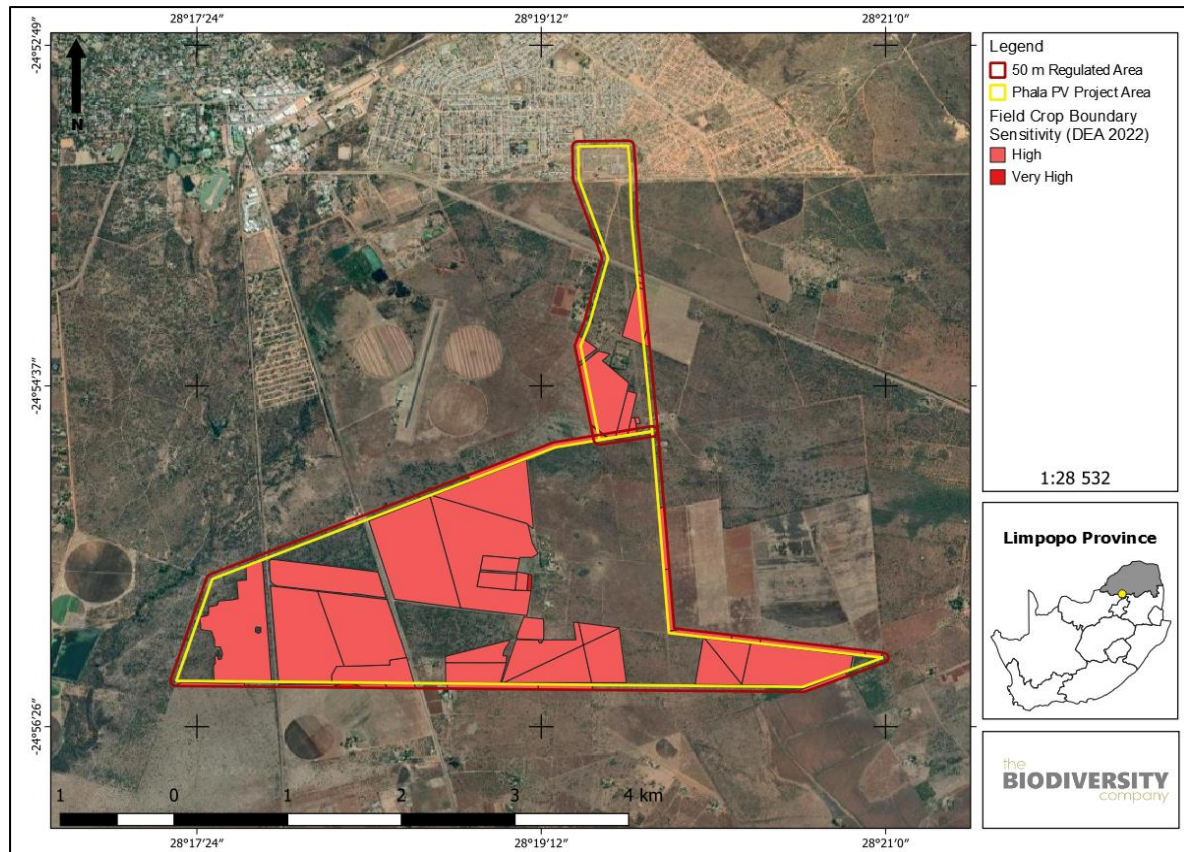 28°17'24" 28°19'12" 28°21'0"
-24°52'49"
-24°54'37"
-24°56'26"
N
1 0 1 2 3 4 km
28°17'24" 28°19'12" 28°21'0"
Legend
50 m Regulated Area
Phala PV Project Area
Field Crop Boundary
Sensitivity (DEA 2022)
High
Very High
1:28 532
Limpopo Province
the
BIODIVERSITY
company